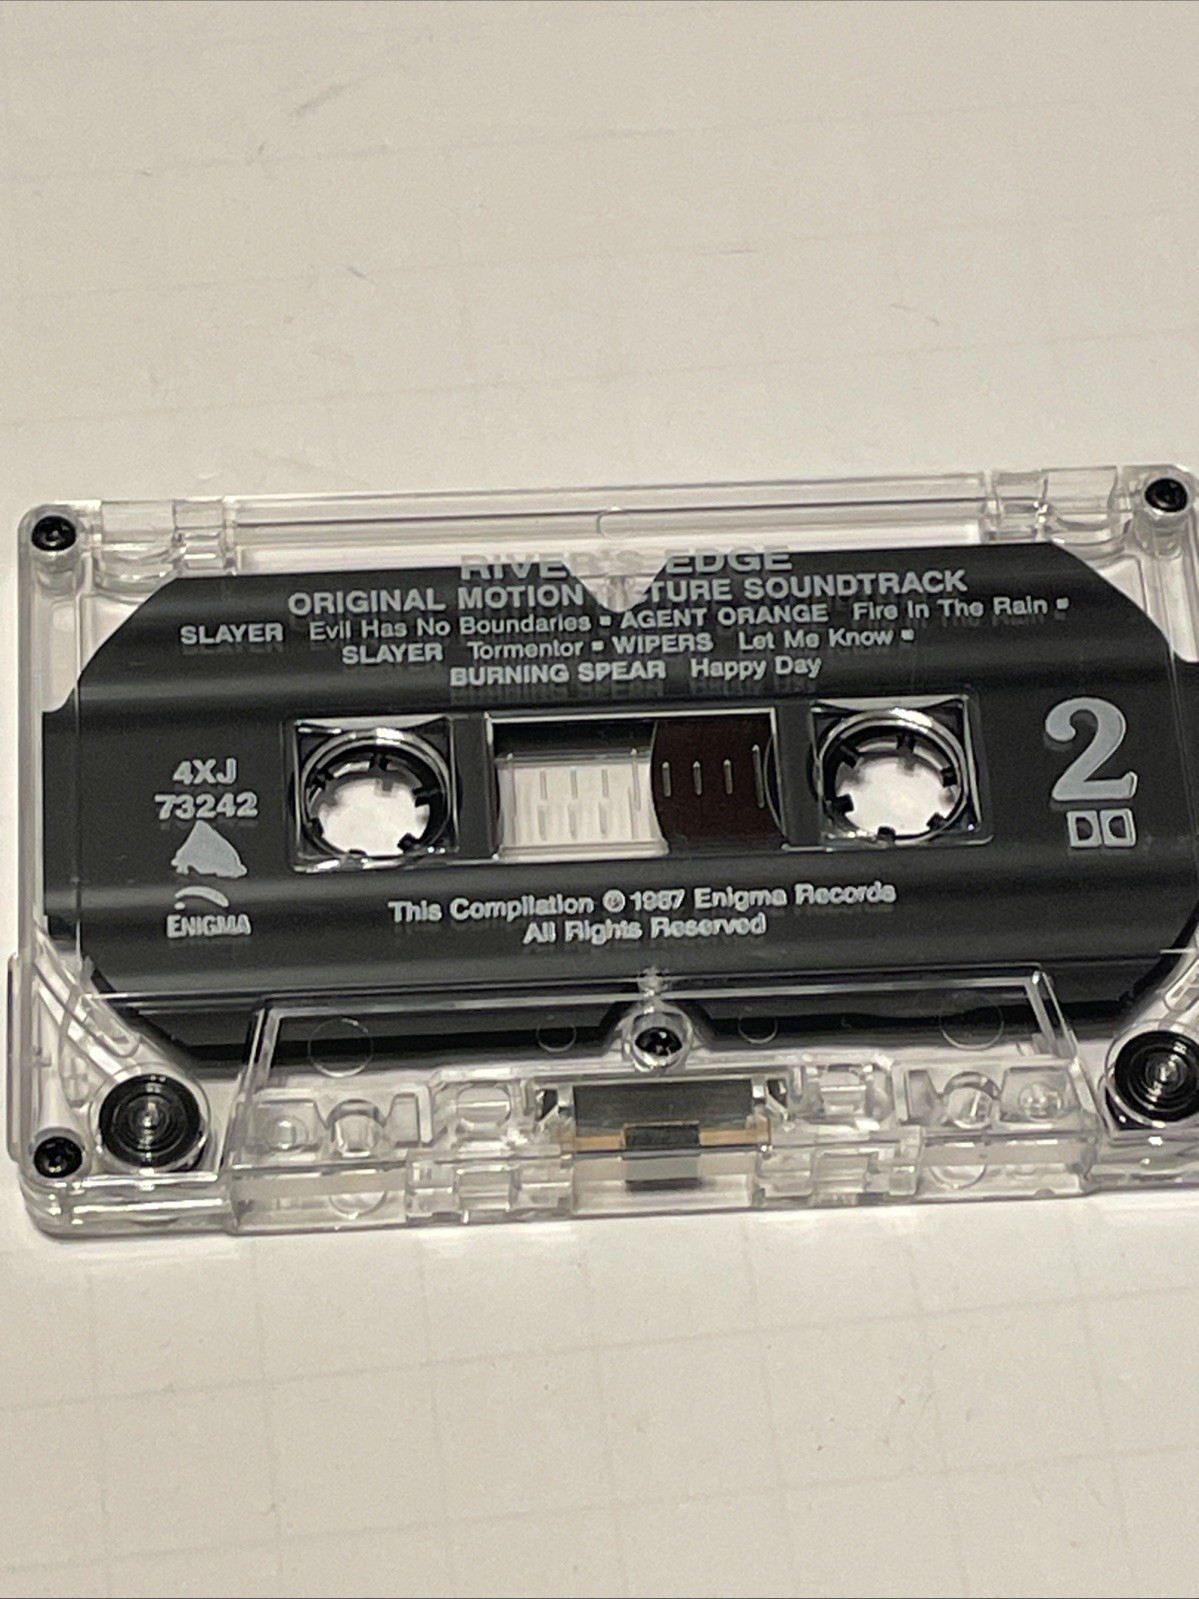 RIVER'S EDGE
ORIGINAL MOTION PICTURE SOUNDTRACK
SLAYER Evil Has No Boundaries ▪ AGENT ORANGE Fire In The Rain ▪
SLAYER Tormentor ▪ WIPERS Let Me Know ▪
BURNING SPEAR Happy Day
2
4XJ
73242
ENIGMA
This Compilation ℗ 1987 Enigma Records
All Rights Reserved